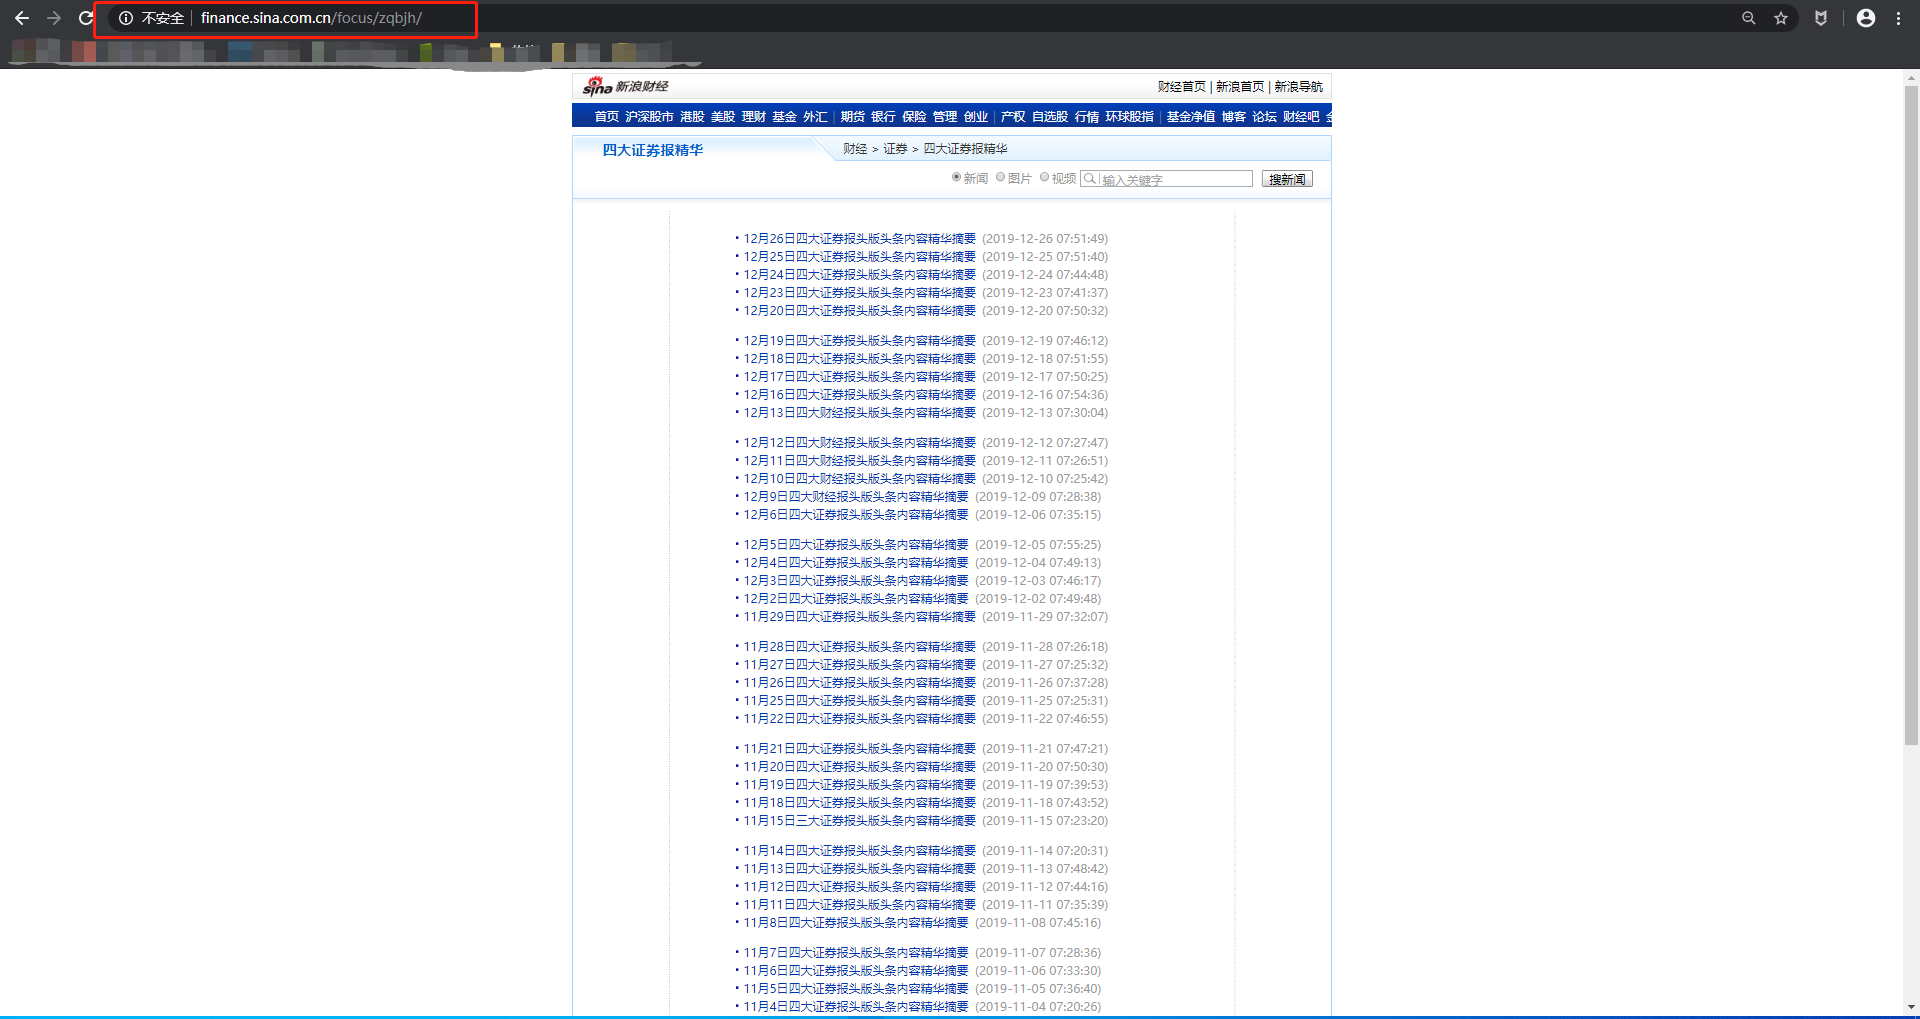 不安全 finance.sina.com.cn/focus/zqbjh/
sina 新浪财经
财经首页 | 新浪首页 | 新浪导航
首页 沪深股市 港股 美股 理财 基金 外汇 | 期货 银行 保险 管理 创业 | 产权 自选股 行情 环球股指 | 基金净值 博客 论坛 财经吧
四大证券报精华
财经 > 证券 > 四大证券报精华
新闻 图片 视频 输入关键字 搜新闻
12月26日四大证券报头版头条内容精华摘要 (2019-12-26 07:51:49)
12月25日四大证券报头版头条内容精华摘要 (2019-12-25 07:51:40)
12月24日四大证券报头版头条内容精华摘要 (2019-12-24 07:44:48)
12月23日四大证券报头版头条内容精华摘要 (2019-12-23 07:41:37)
12月20日四大证券报头版头条内容精华摘要 (2019-12-20 07:50:32)
12月19日四大证券报头版头条内容精华摘要 (2019-12-19 07:46:12)
12月18日四大证券报头版头条内容精华摘要 (2019-12-18 07:51:55)
12月17日四大证券报头版头条内容精华摘要 (2019-12-17 07:50:25)
12月16日四大证券报头版头条内容精华摘要 (2019-12-16 07:54:36)
12月13日四大财经报头版头条内容精华摘要 (2019-12-13 07:30:04)
12月12日四大财经报头版头条内容精华摘要 (2019-12-12 07:27:47)
12月11日四大财经报头版头条内容精华摘要 (2019-12-11 07:26:51)
12月10日四大财经报头版头条内容精华摘要 (2019-12-10 07:25:42)
12月9日四大财经报头版头条内容精华摘要 (2019-12-09 07:28:38)
12月6日四大证券报头版头条内容精华摘要 (2019-12-06 07:35:15)
12月5日四大证券报头版头条内容精华摘要 (2019-12-05 07:55:25)
12月4日四大证券报头版头条内容精华摘要 (2019-12-04 07:49:13)
12月3日四大证券报头版头条内容精华摘要 (2019-12-03 07:46:17)
12月2日四大证券报头版头条内容精华摘要 (2019-12-02 07:49:48)
11月29日四大证券报头版头条内容精华摘要 (2019-11-29 07:32:07)
11月28日四大证券报头版头条内容精华摘要 (2019-11-28 07:26:18)
11月27日四大证券报头版头条内容精华摘要 (2019-11-27 07:25:32)
11月26日四大证券报头版头条内容精华摘要 (2019-11-26 07:37:28)
11月25日四大证券报头版头条内容精华摘要 (2019-11-25 07:25:31)
11月22日四大证券报头版头条内容精华摘要 (2019-11-22 07:46:55)
11月21日四大证券报头版头条内容精华摘要 (2019-11-21 07:47:21)
11月20日四大证券报头版头条内容精华摘要 (2019-11-20 07:50:30)
11月19日四大证券报头版头条内容精华摘要 (2019-11-19 07:39:53)
11月18日四大证券报头版头条内容精华摘要 (2019-11-18 07:43:52)
11月15日三大证券报头版头条内容精华摘要 (2019-11-15 07:23:20)
11月14日四大证券报头版头条内容精华摘要 (2019-11-14 07:20:31)
11月13日四大证券报头版头条内容精华摘要 (2019-11-13 07:48:42)
11月12日四大证券报头版头条内容精华摘要 (2019-11-12 07:44:16)
11月11日四大证券报头版头条内容精华摘要 (2019-11-11 07:35:39)
11月8日四大证券报头版头条内容精华摘要 (2019-11-08 07:45:16)
11月7日四大证券报头版头条内容精华摘要 (2019-11-07 07:28:36)
11月6日四大证券报头版头条内容精华摘要 (2019-11-06 07:33:30)
11月5日四大证券报头版头条内容精华摘要 (2019-11-05 07:36:40)
11月4日四大证券报头版头条内容精华摘要 (2019-11-04 07:20:26)